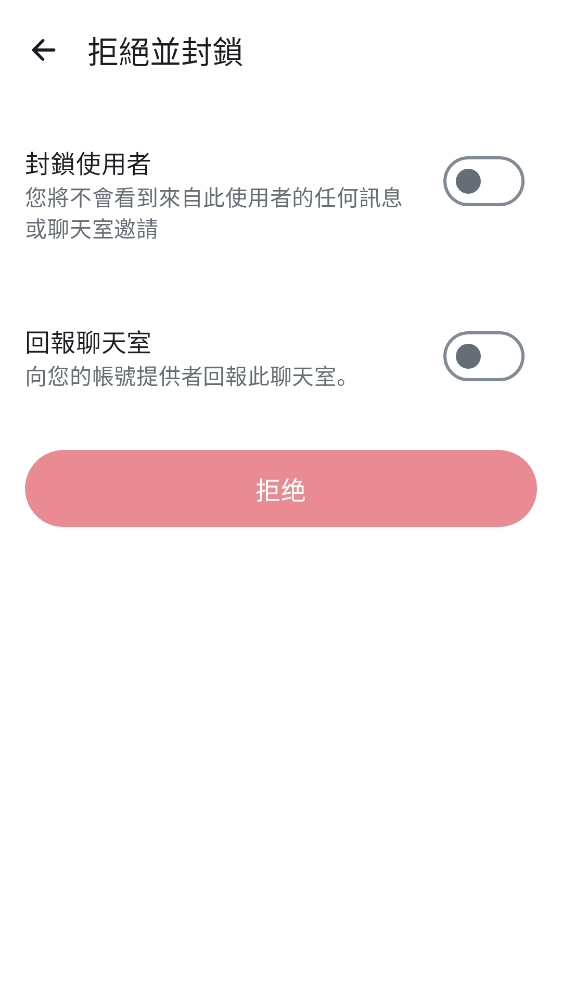 拒絕並封鎖
封鎖使用者
您將不會看到來自此使用者的任何訊息
或聊天室邀請
回報聊天室
向您的帳號提供者回報此聊天室。
拒绝